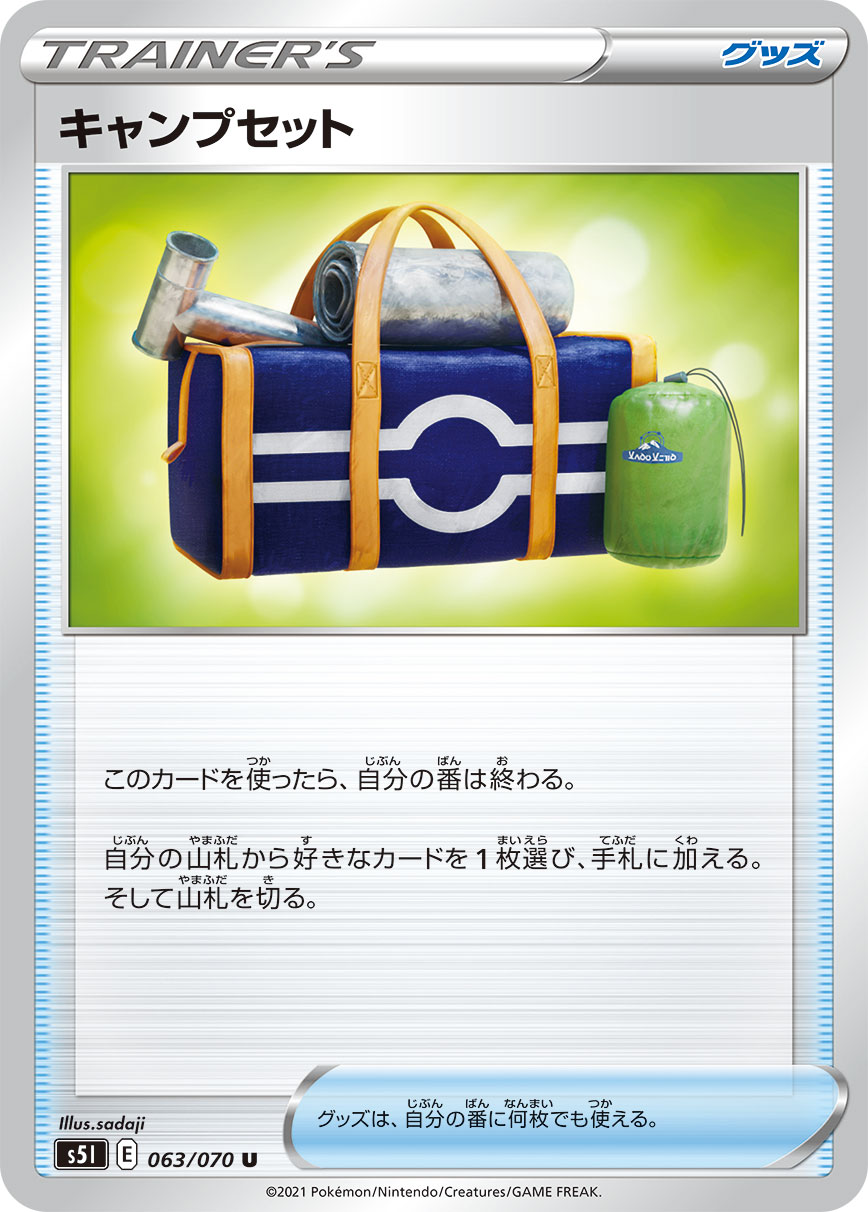 TRAINER'S
グッズ
キャンプセット
このカードを使ったら、自分の番は終わる。
自分の山札から好きなカードを1枚選び、手札に加える。
そして山札を切る。
グッズは、自分の番に何枚でも使える。
Illus.sadaji
s5I E 063/070 U
©2021 Pokémon/Nintendo/Creatures/GAME FREAK.